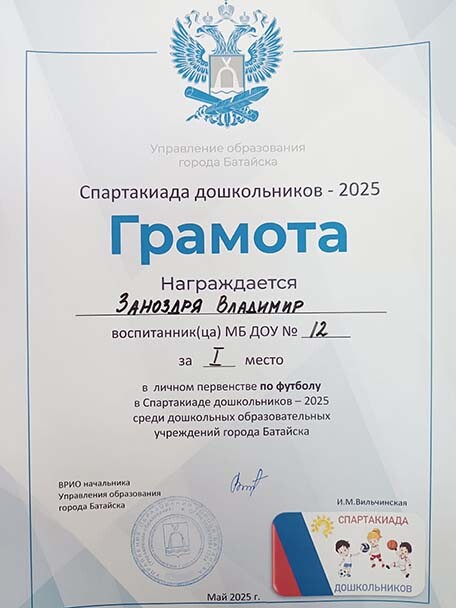 Управление образования
города Батайска
Спартакиада дошкольников - 2025
Грамота
Награждается
Заноздря Владимир
воспитанник(ца) МБ ДОУ № 12
за I место
в личном первенстве по футболу
в Спартакиаде дошкольников – 2025
среди дошкольных образовательных
учреждений города Батайска
ВРИО начальника
Управления образования
города Батайска
И.М.Вильчинская
СПАРТАКИАДА
ДОШКОЛЬНИКОВ
Май 2025 г.